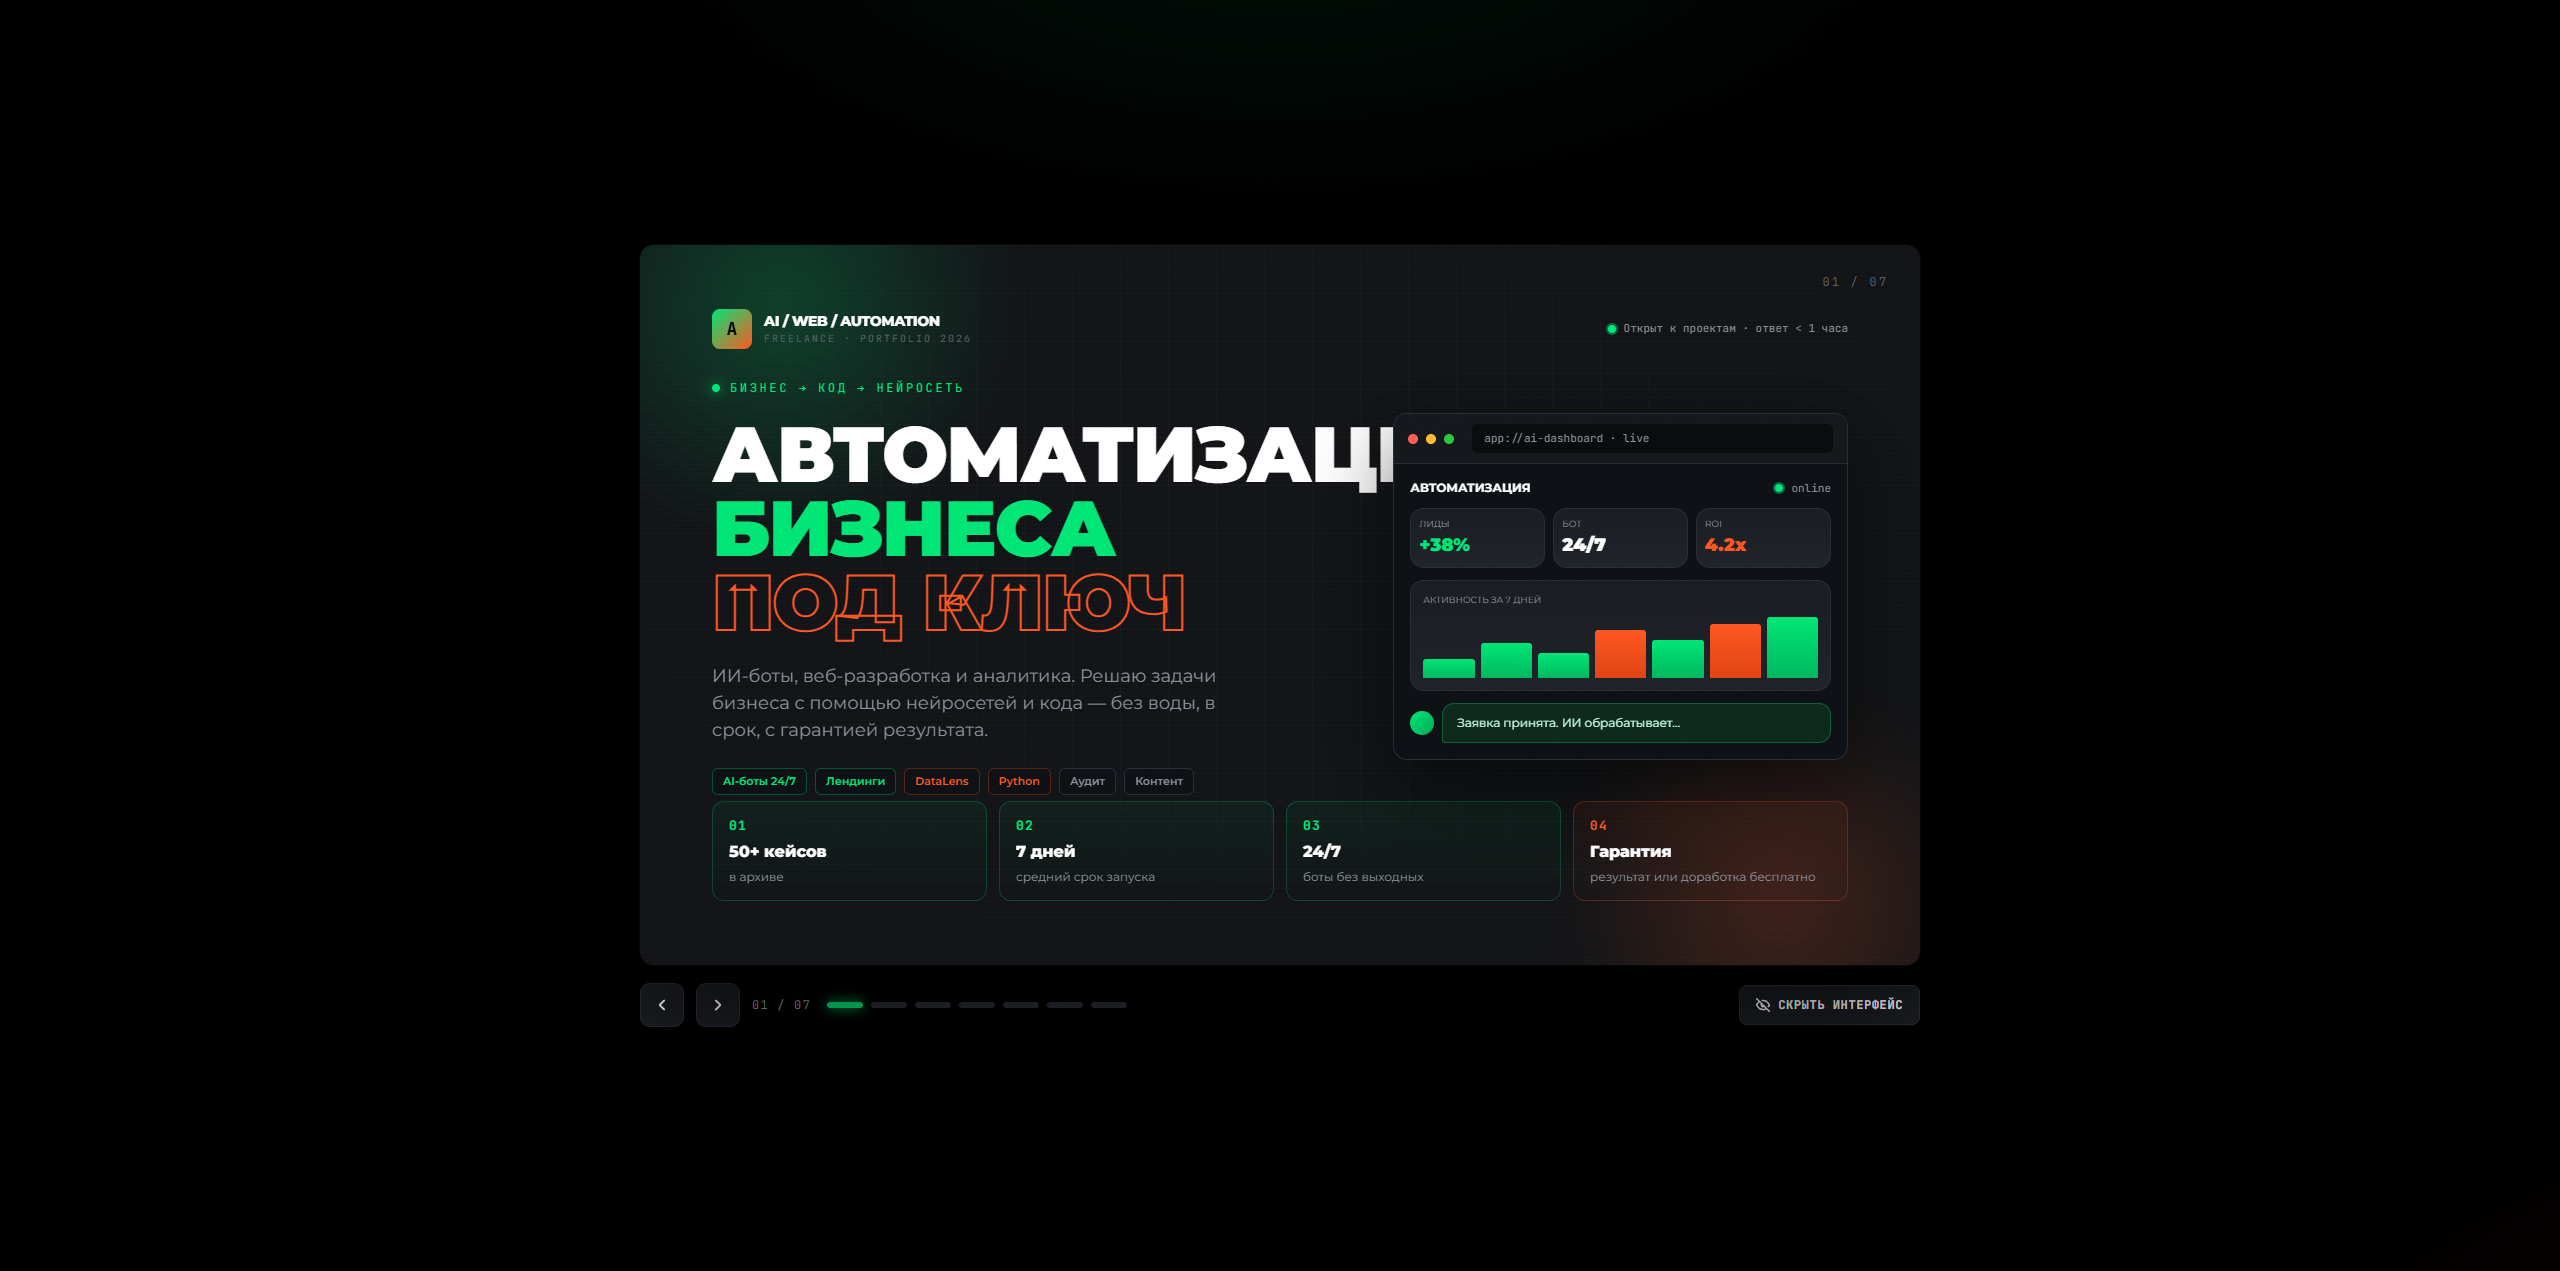 01 / 07
A
AI / WEB / AUTOMATION
FREELANCE · PORTFOLIO 2026
Открыт к проектам · ответ < 1 часа
БИЗНЕС → КОД → НЕЙРОСЕТЬ
АВТОМАТИЗАЦ
БИЗНЕСА
ПОД КЛЮЧ
ИИ-боты, веб-разработка и аналитика. Решаю задачи
бизнеса с помощью нейросетей и кода — без воды, в
срок, с гарантией результата.
AI-боты 24/7
Лендинги
DataLens
Python
Аудит
Контент
app://ai-dashboard · live
АВТОМАТИЗАЦИЯ
online
ЛИДЫ
+38%
БОТ
24/7
ROI
4.2x
АКТИВНОСТЬ ЗА 7 ДНЕЙ
Заявка принята. ИИ обрабатывает...
01
50+ кейсов
в архиве
02
7 дней
средний срок запуска
03
24/7
боты без выходных
04
Гарантия
результат или доработка бесплатно
01 / 07
СКРЫТЬ ИНТЕРФЕЙС